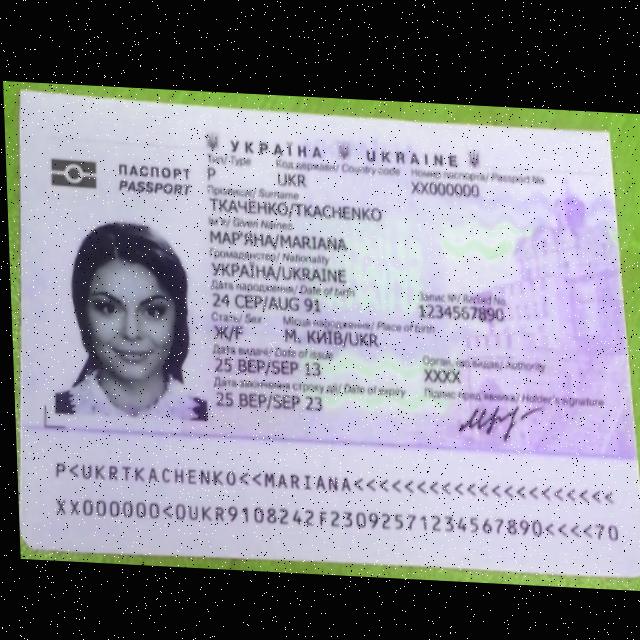 УКРАЇНА UKRAINE
ПАСПОРТ
PASSPORT
Тип/Type Код держави/Country code Номер паспорта/Passport No.
P UKR XX000000
Прізвище/Surname
ТКАЧЕНКО/TKACHENKO
Ім'я/Given Names
МАР'ЯНА/MARIANA
Громадянство/Nationality
УКРАЇНА/UKRAINE
Дата народження/Date of birth Запис №/Record No.
24 СЕР/AUG 91 1234567890
Стать/Sex Місце народження/Place of birth
Ж/F М. КИЇВ/UKR
Дата видачі/Date of issue Орган, що видав/Authority
25 ВЕР/SEP 13 XXXX
Дата закінчення строку дії/Date of expiry Підпис пред'явника/Holder's signature
25 ВЕР/SEP 23
P<UKRTKACHENKO<<MARIANA<<<<<<<<<<<<<<<<<<<<<
XX000000<0UKR9108242F23092571234567890<<<<70